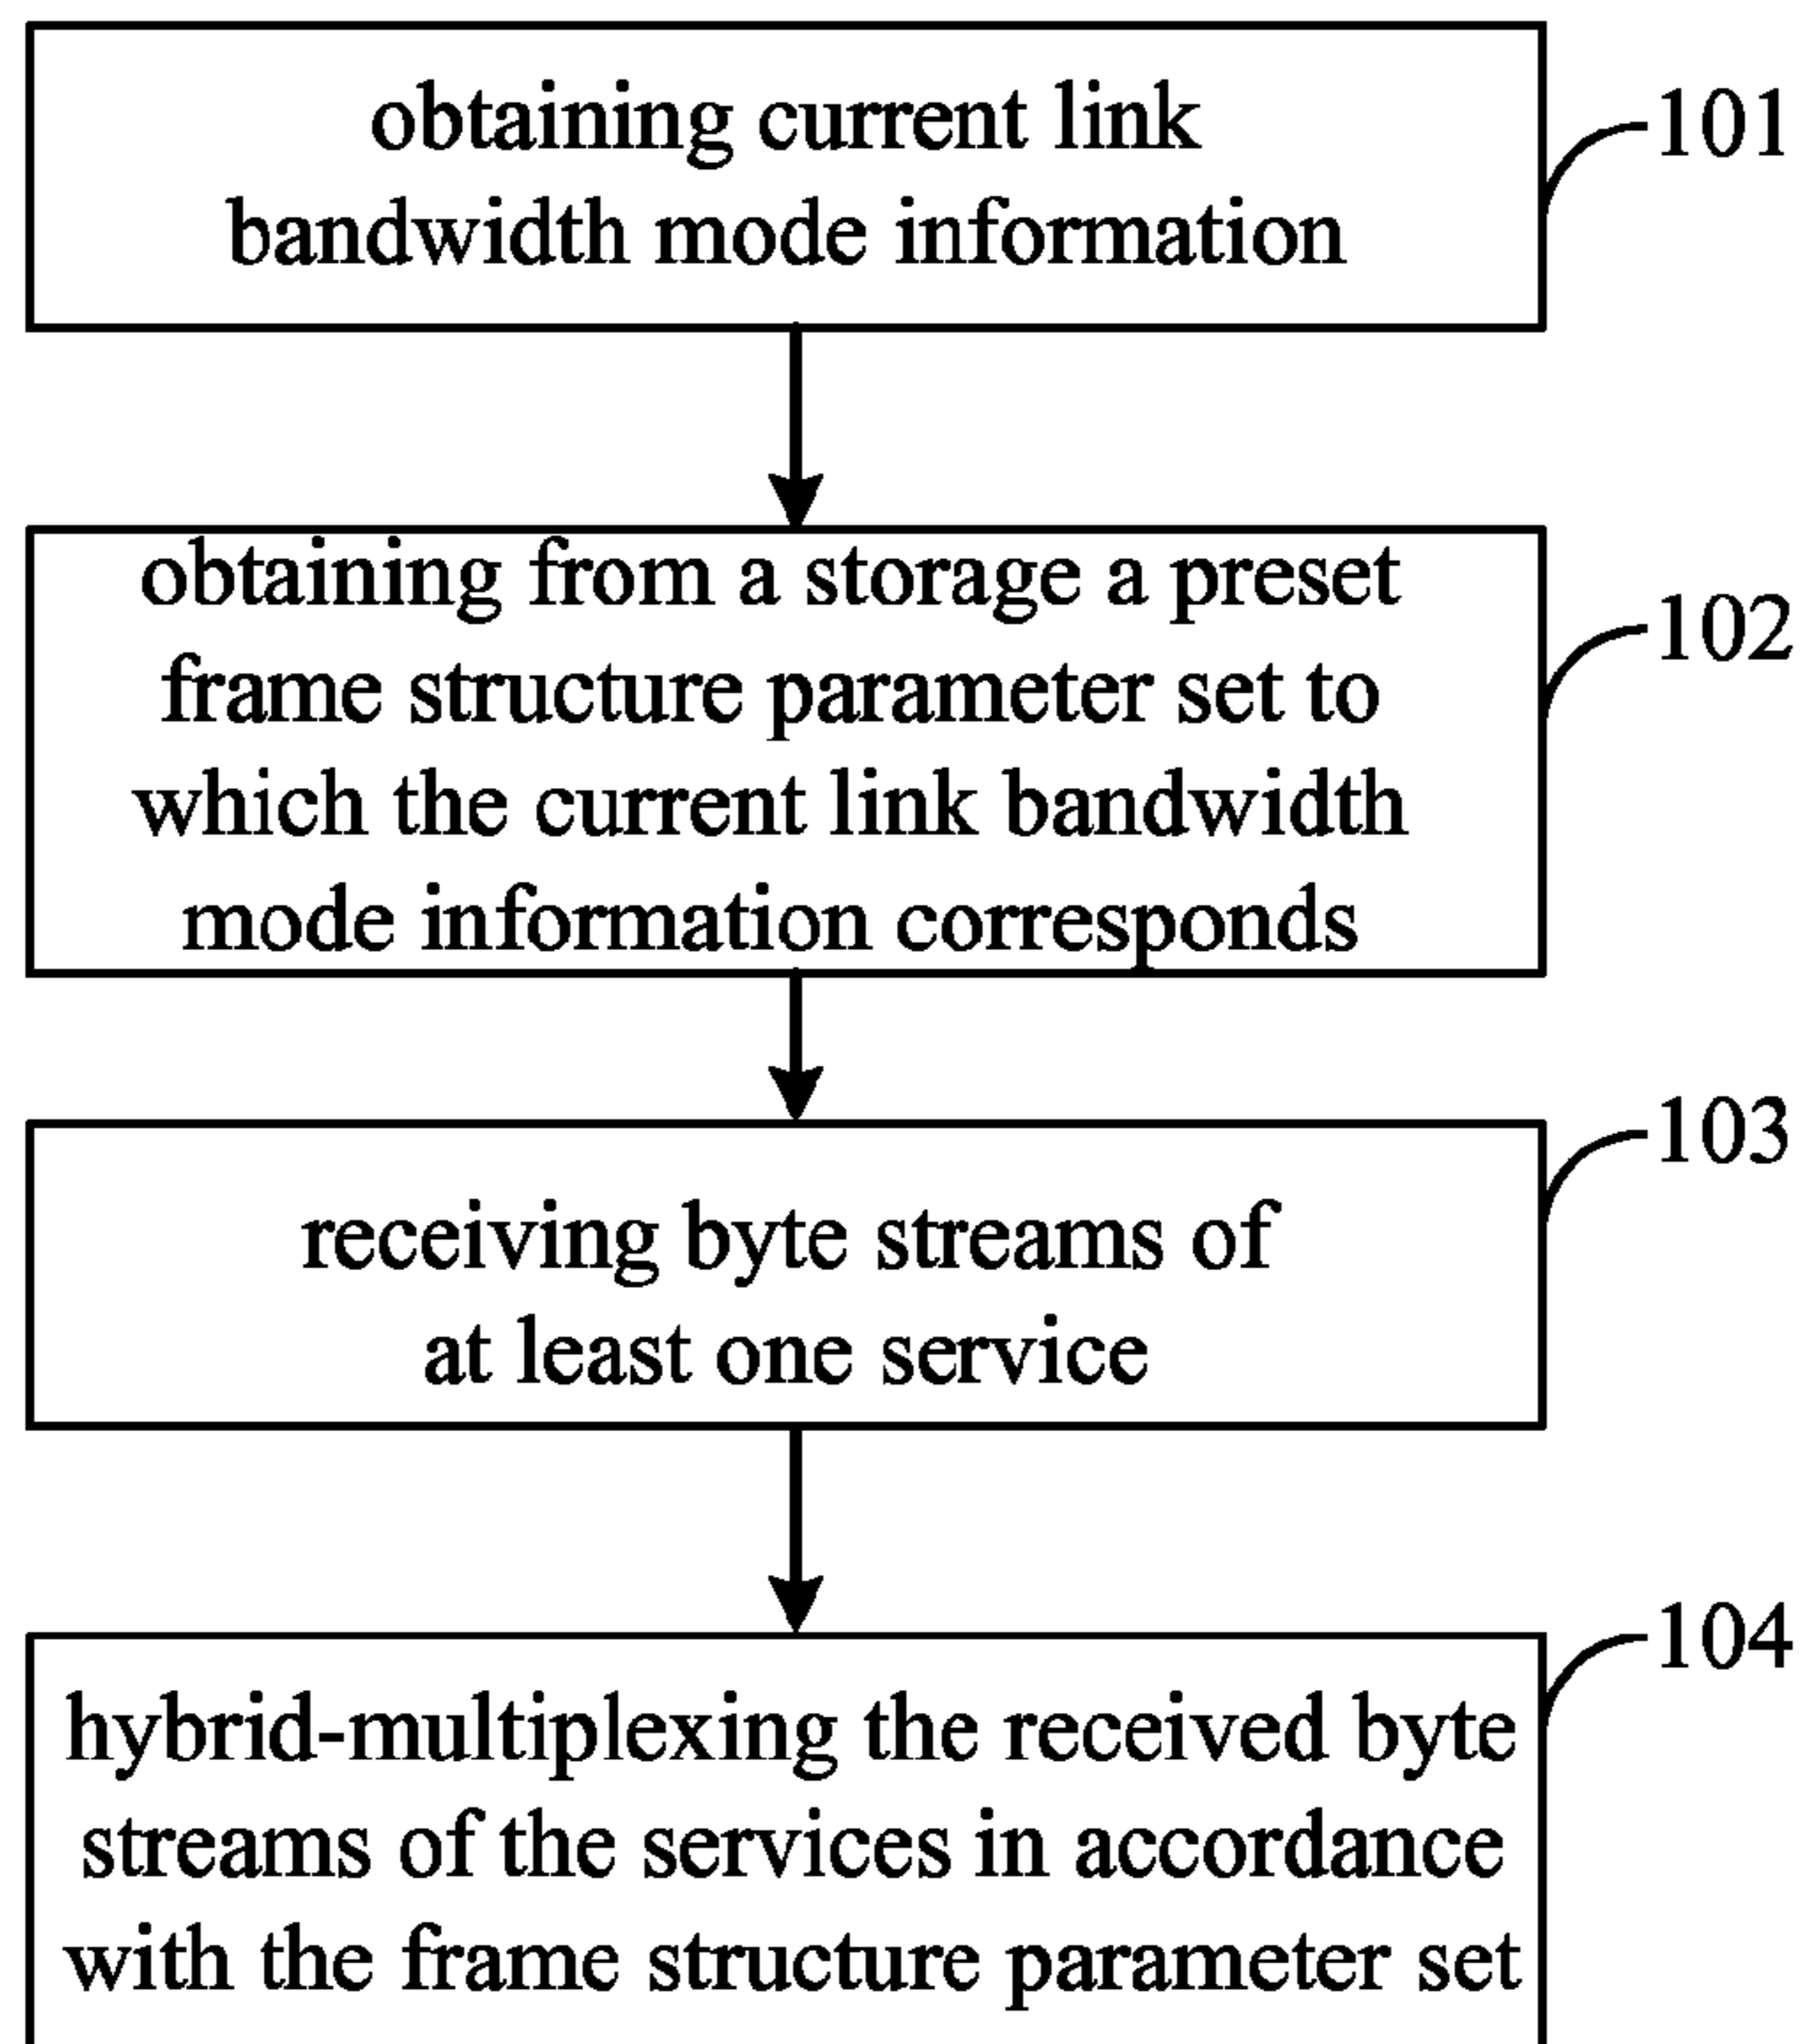 obtaining current link
bandwidth mode information
101
obtaining from a storage a preset
frame structure parameter set to
which the current link bandwidth
mode information corresponds
102
receiving byte streams of
at least one service
103
hybrid-multiplexing the received byte
streams of the services in accordance
with the frame structure parameter set
104